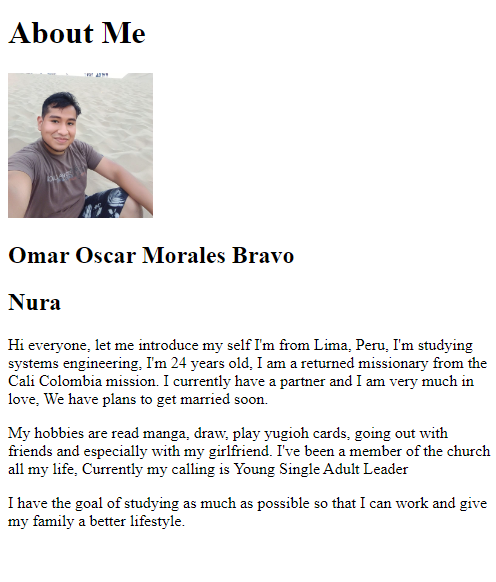 About Me
Omar Oscar Morales Bravo
Nura
Hi everyone, let me introduce my self I'm from Lima, Peru, I'm studying
systems engineering, I'm 24 years old, I am a returned missionary from the
Cali Colombia mission. I currently have a partner and I am very much in
love, We have plans to get married soon.
My hobbies are read manga, draw, play yugioh cards, going out with
friends and especially with my girlfriend. I've been a member of the church
all my life, Currently my calling is Young Single Adult Leader
I have the goal of studying as much as possible so that I can work and give
my family a better lifestyle.